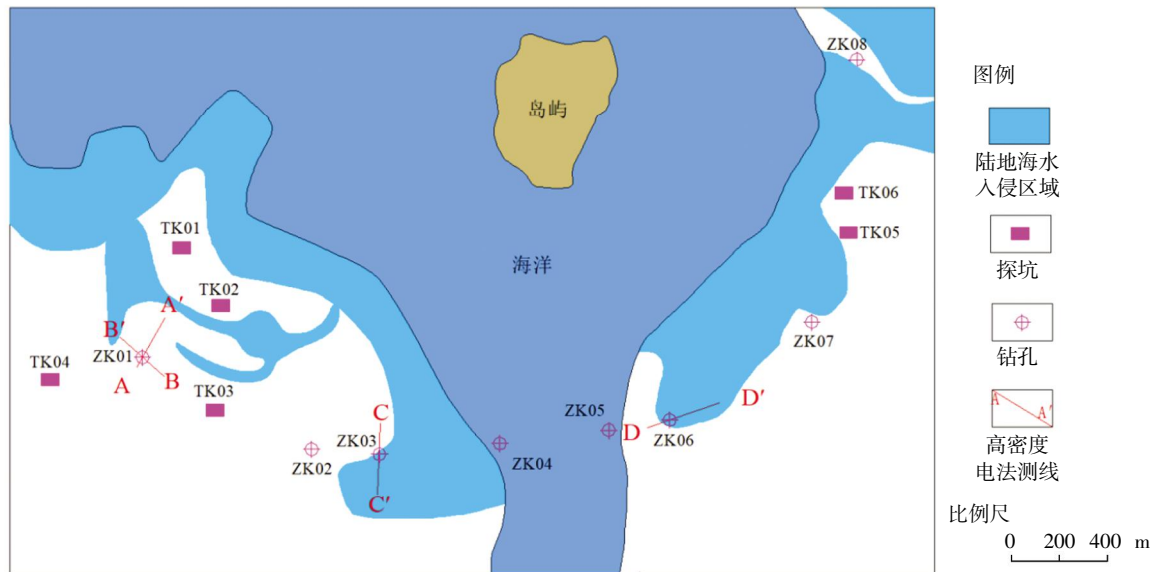 ZK08
岛屿
TK06
TK01
TK05
海洋
TK02
A′
B′
ZK01
ZK07
TK04
A
B
TK03
D′
C
ZK05
D
ZK03
ZK06
ZK02
ZK04
C′
图例
陆地海水
入侵区域
探坑
钻孔
A
A′
高密度
电法测线
比例尺
0 200 400 m